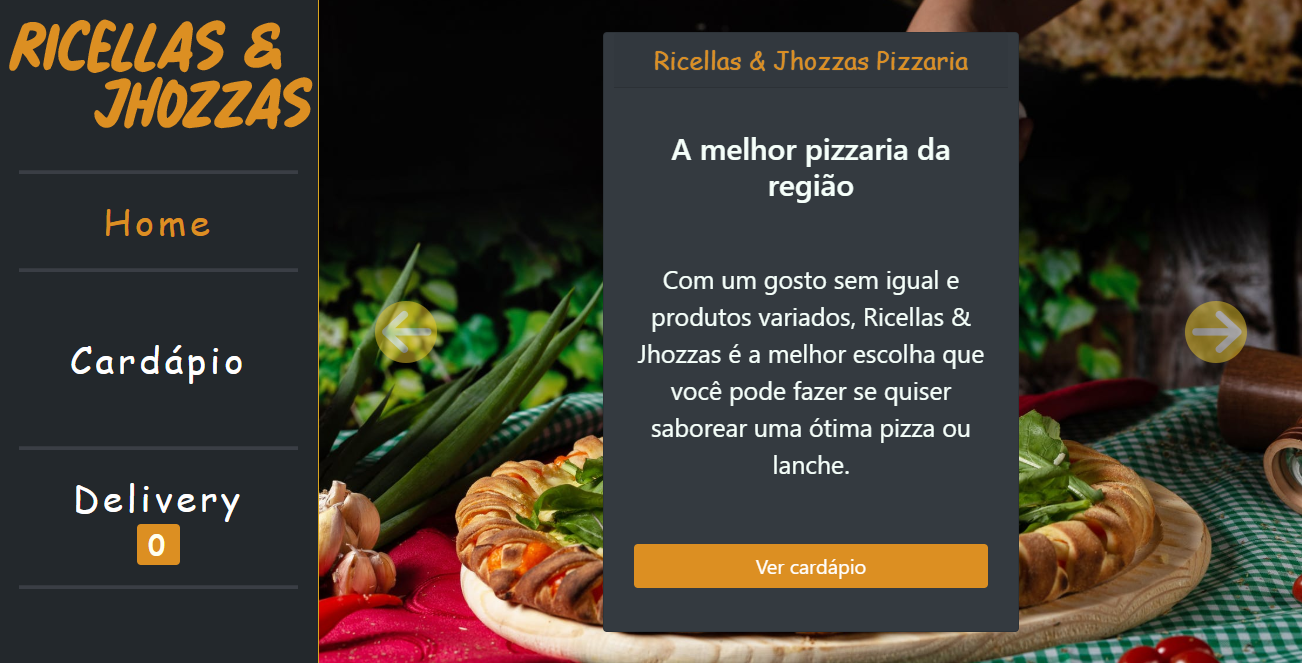 RICELLAS &
JHOZZAS
Home
Cardápio
Delivery
0
Ricellas & Jhozzas Pizzaria
A melhor pizzaria da
região
Com um gosto sem igual e
produtos variados, Ricellas &
Jhozzas é a melhor escolha que
você pode fazer se quiser
saborear uma ótima pizza ou
lanche.
Ver cardápio